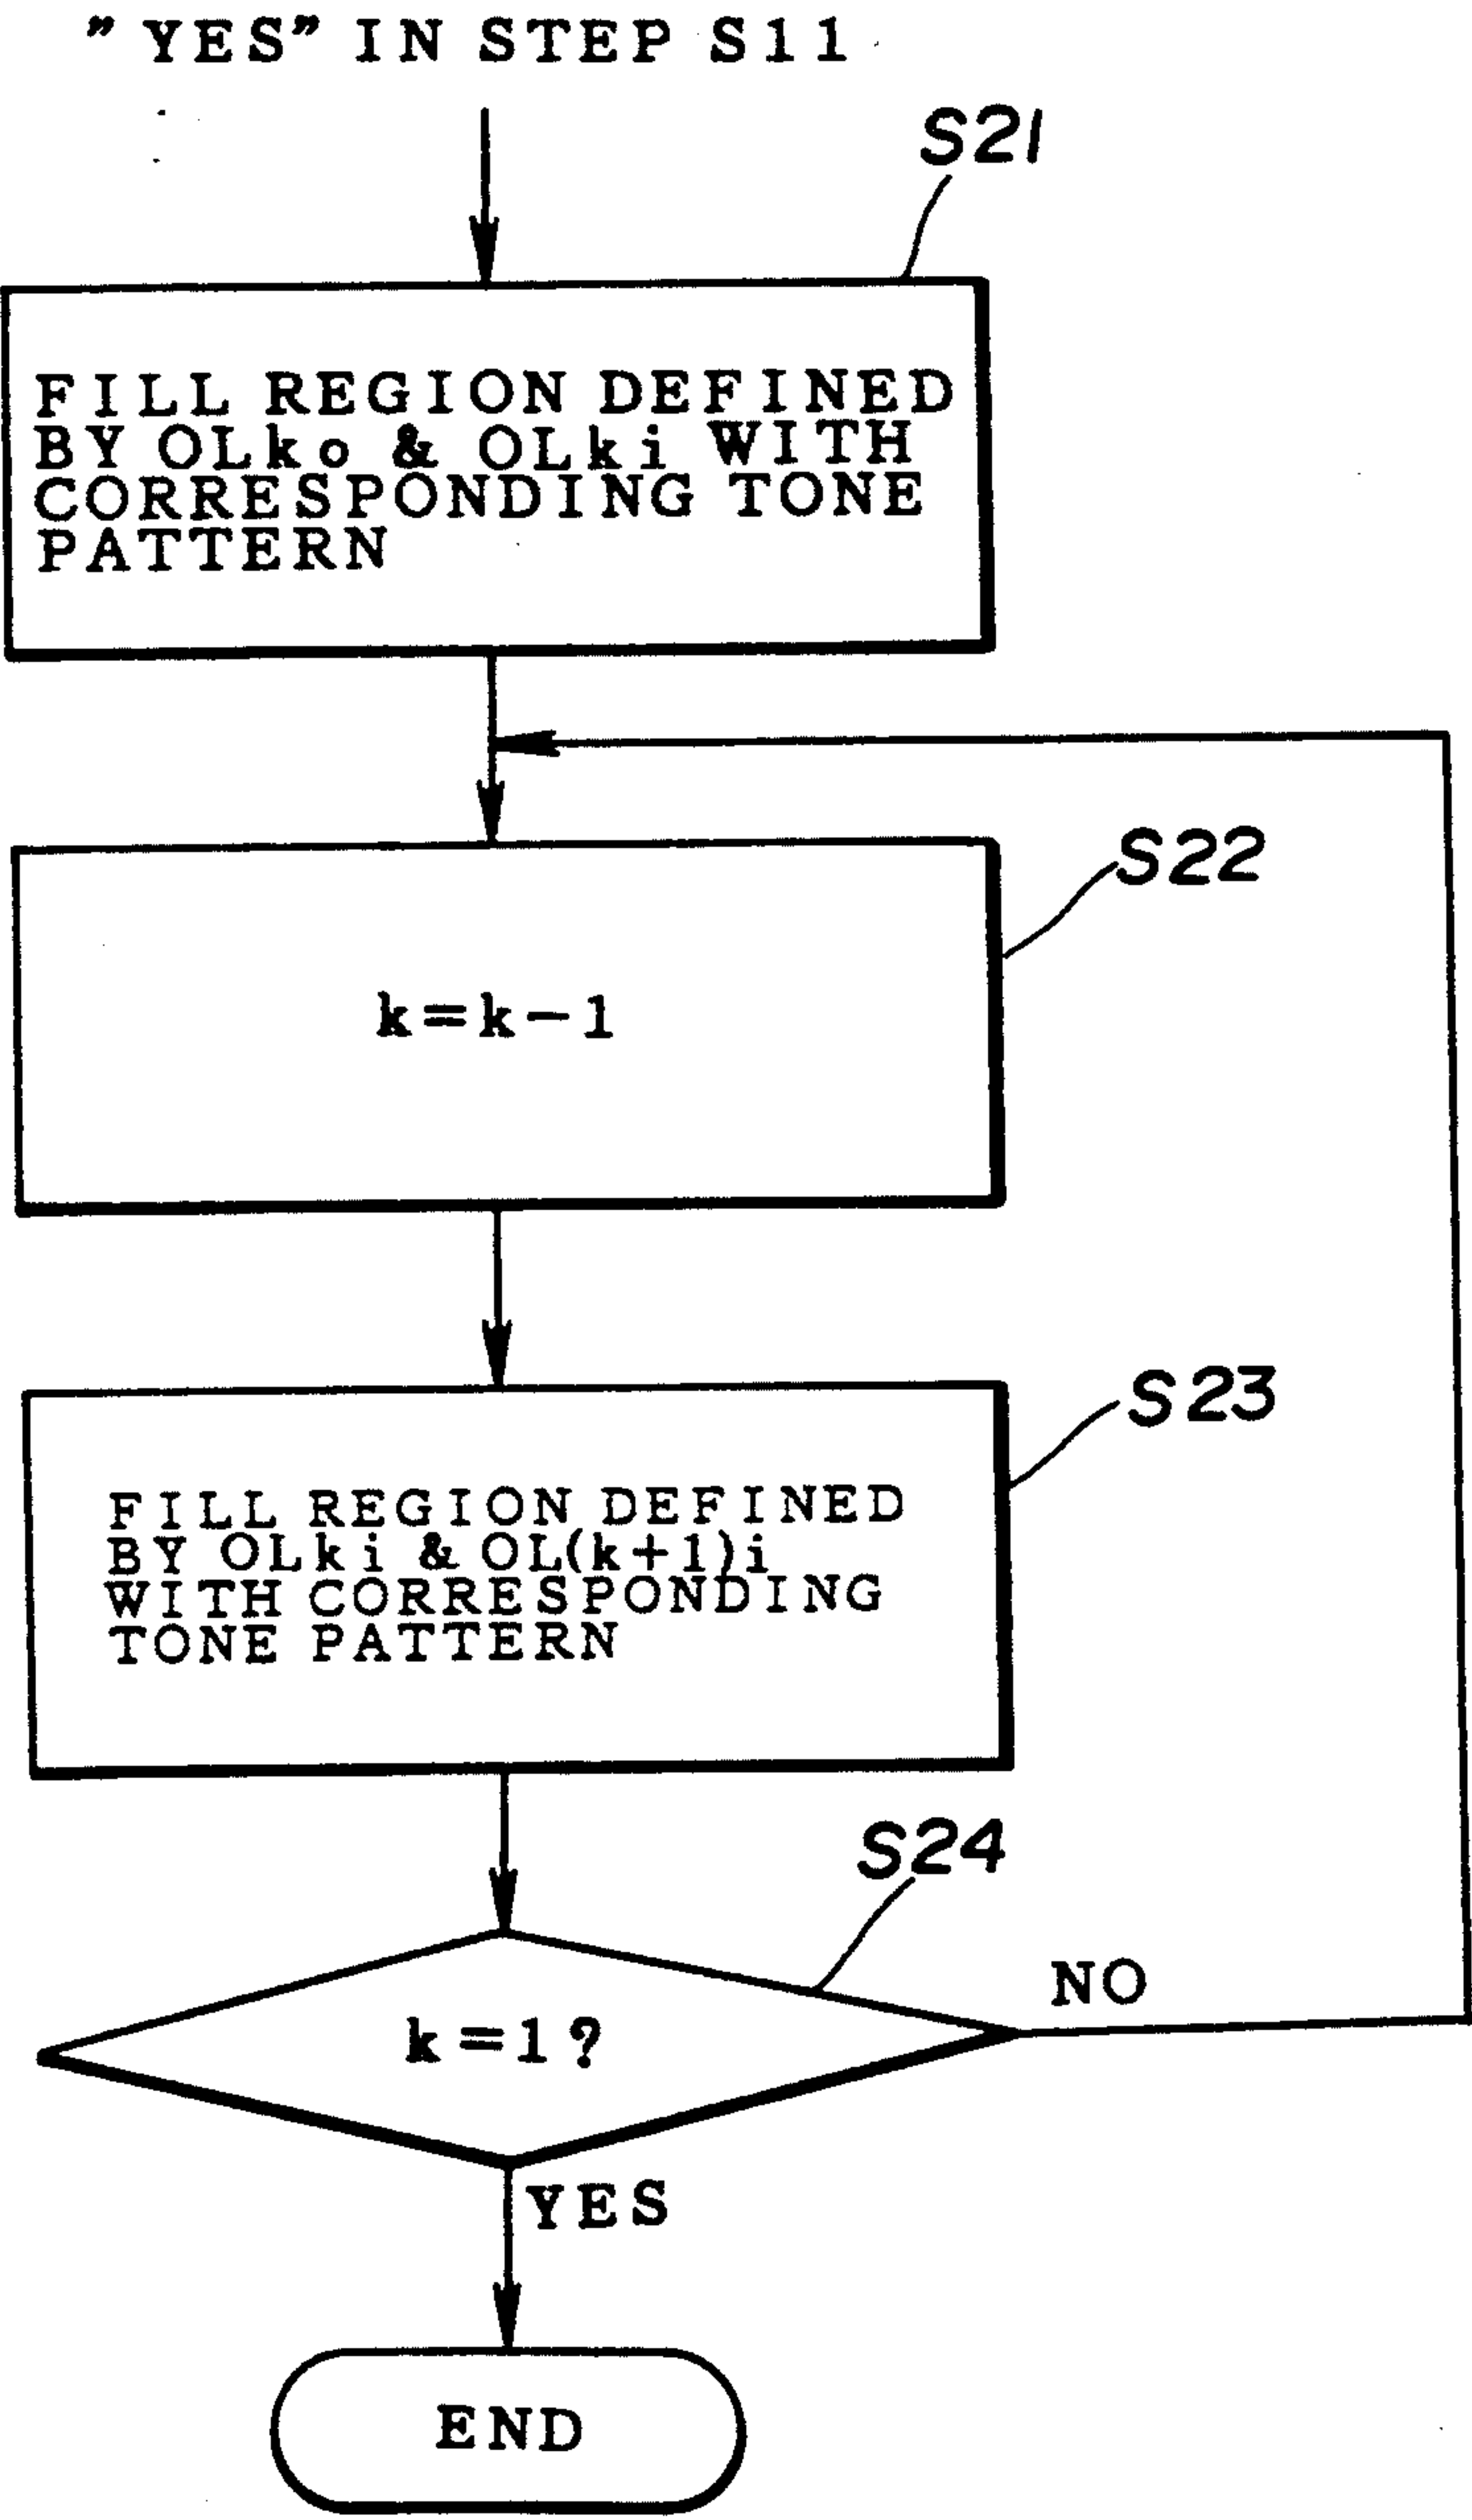 "YES" IN STEP S11
S21
FILL REGION DEFINED
BY OLko & OLki WITH
CORRESPONDING TONE
PATTERN
S22
k=k-1
S23
FILL REGION DEFINED
BY OLki & OL(k+1)i
WITH CORRESPONDING
TONE PATTERN
S24
k=1?
NO
YES
END